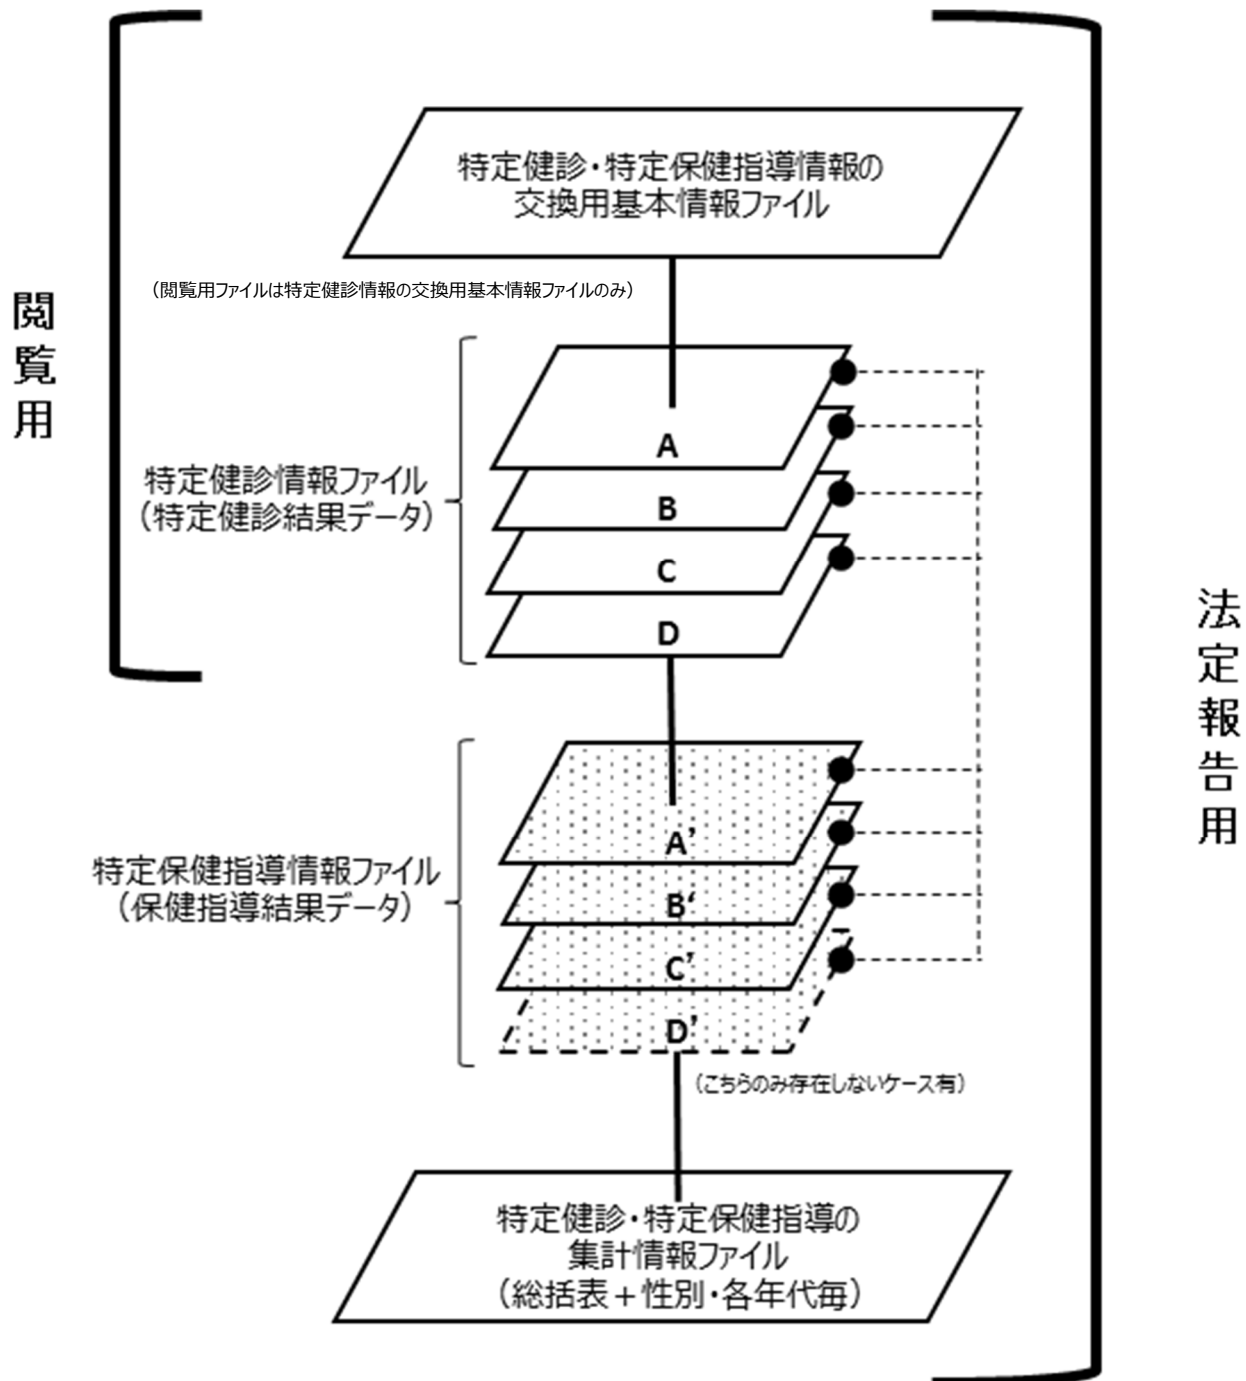 特定健診・特定保健指導情報の
交換用基本情報ファイル
（閲覧用ファイルは特定健診情報の交換用基本情報ファイルのみ）
閲覧用
特定健診情報ファイル
（特定健診結果データ）
A
B
C
D
法定報告用
特定保健指導情報ファイル
（保健指導結果データ）
A’
B‘
C’
D’
（こちらのみ存在しないケース有）
特定健診・特定保健指導の
集計情報ファイル
（総括表＋性別・各年代毎）